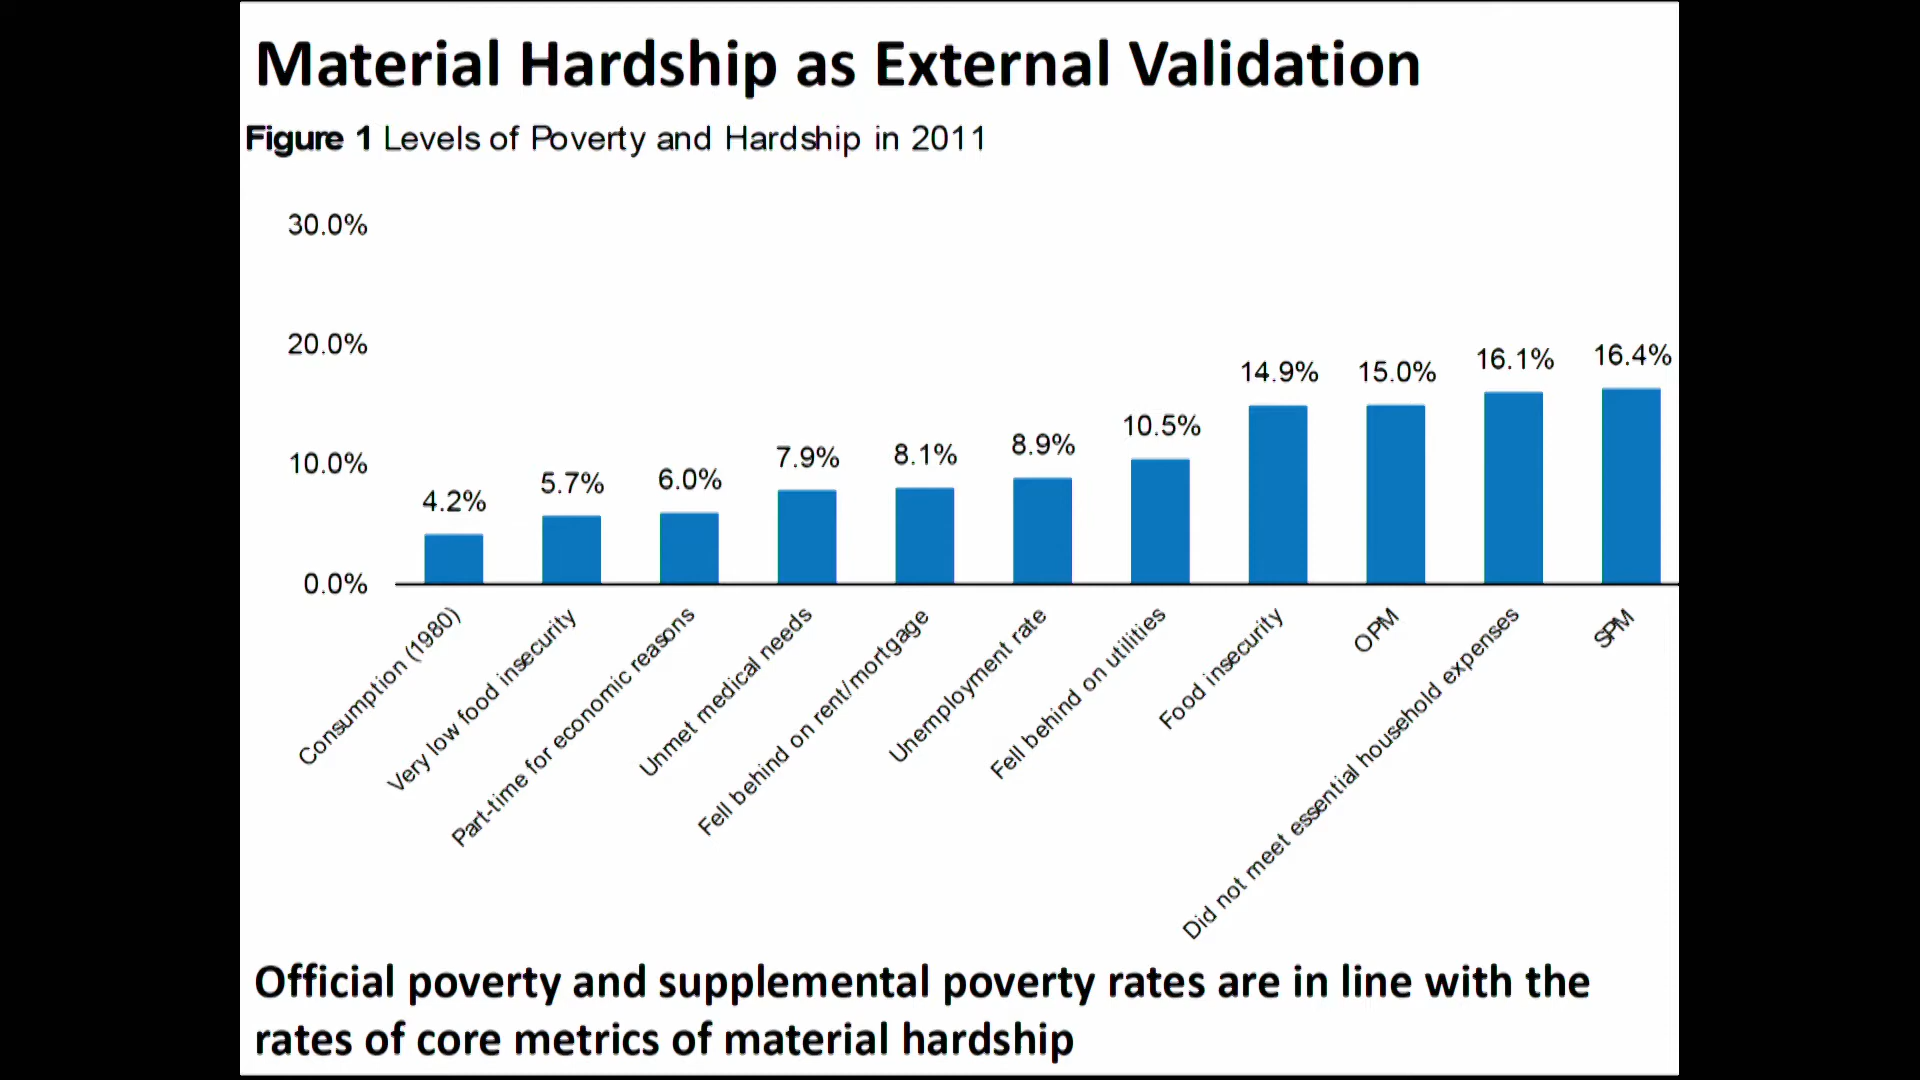 Material Hardship as External Validation
Figure 1 Levels of Poverty and Hardship in 2011
30.0%
20.0%
10.0%
0.0%
4.2%
5.7%
6.0%
7.9%
8.1%
8.9%
10.5%
14.9%
15.0%
16.1%
16.4%
Consumption (1980)
Very low food insecurity
Part-time for economic reasons
Unmet medical needs
Fell behind on rent/mortgage
Unemployment rate
Fell behind on utilities
Food insecurity
OPM
Did not meet essential household expenses
SPM
Official poverty and supplemental poverty rates are in line with the
rates of core metrics of material hardship